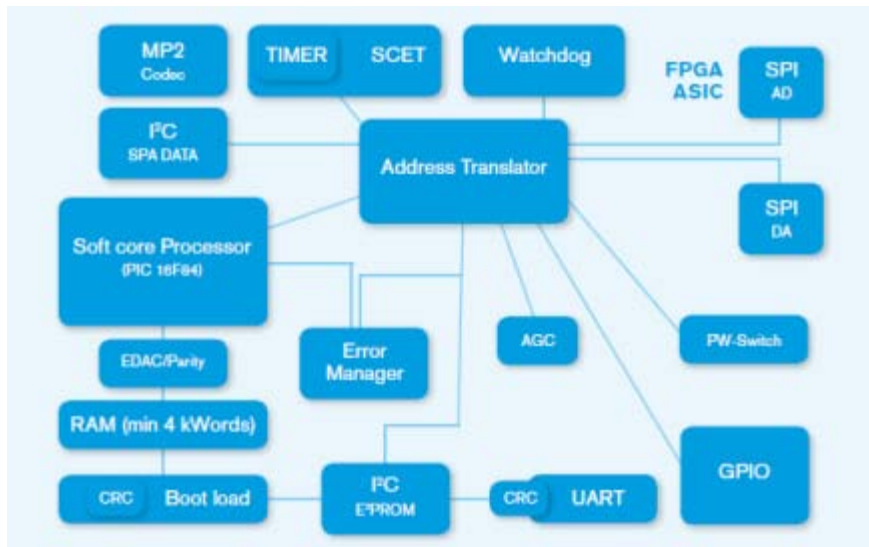 MP2
Codec
TIMER SCET
Watchdog
FPGA
ASIC
SPI
AD
I²C
SPA DATA
Address Translator
SPI
DA
Soft core Processor
(PIC 16F84)
Error
Manager
AGC
PW-Switch
EDAC/Parity
RAM (min 4 kWords)
GPIO
CRC Boot load
I²C
E²PROM
CRC UART